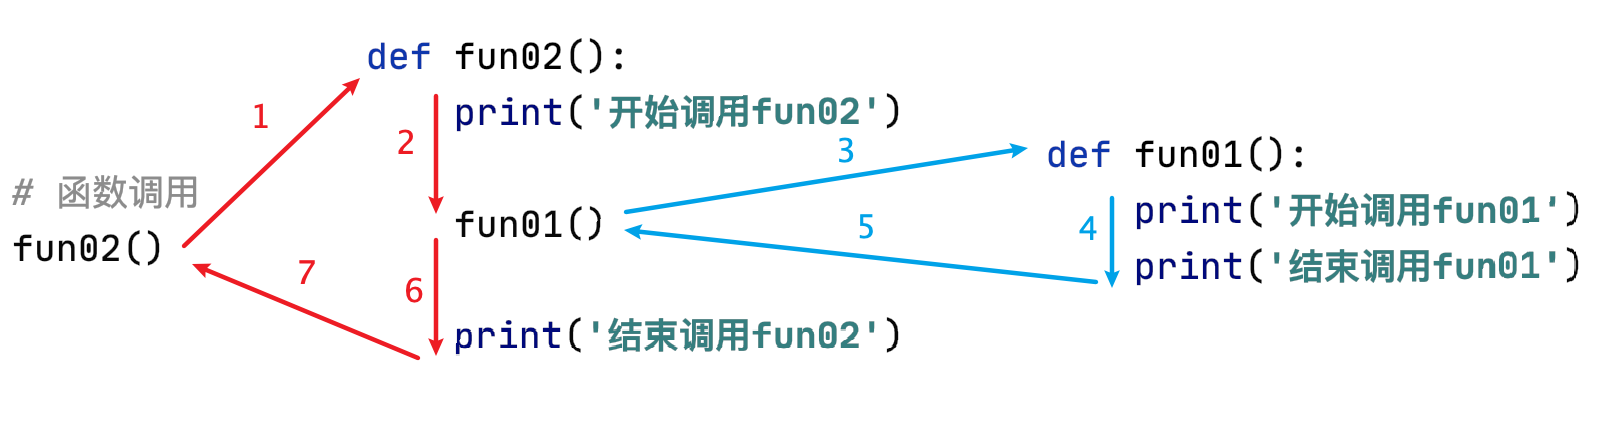 def fun02():
1
print('开始调用fun02')
2
3
def fun01():
# 函数调用
print('开始调用fun01')
fun01()
5
4
fun02()
print('结束调用fun01')
7
6
print('结束调用fun02')